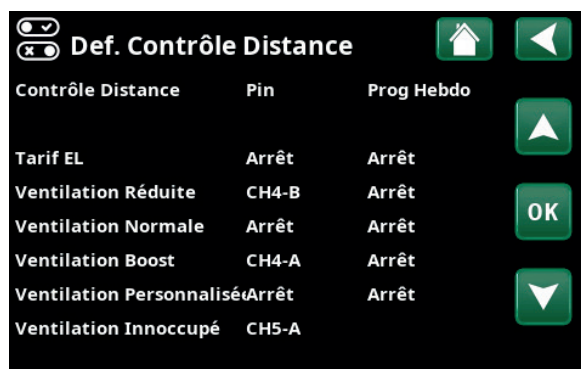 Def. Contrôle Distance
Contrôle Distance Pin Prog Hebdo
Tarif EL Arrêt Arrêt
Ventilation Réduite CH4-B Arrêt
OK
Ventilation Normale Arrêt Arrêt
Ventilation Boost CH4-A Arrêt
Ventilation Personnalisée Arrêt Arrêt
Ventilation Innoccupé CH5-A